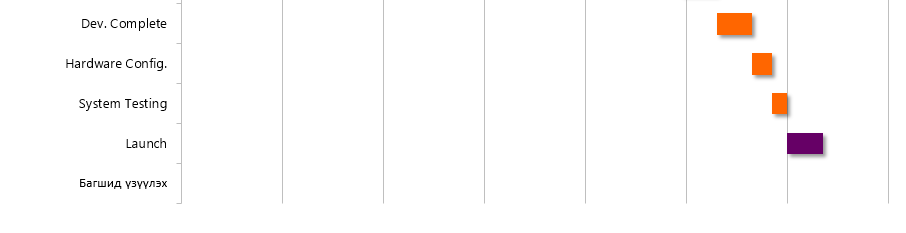 Dev. Complete
Hardware Config.
System Testing
Launch
Багшид үзүүлэх